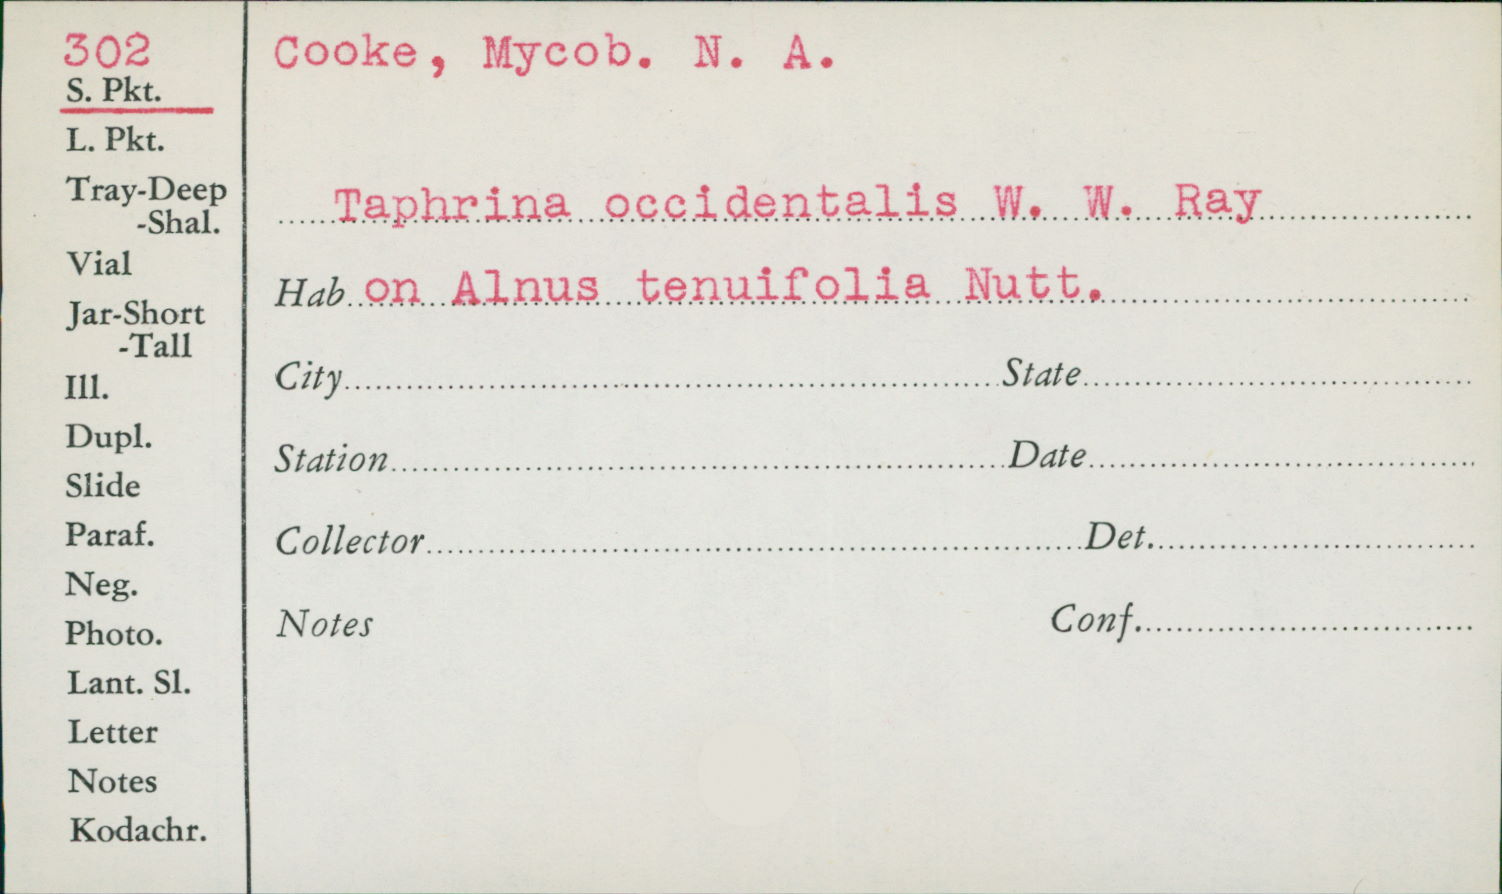 302
S. Pkt.
L. Pkt.
Tray-Deep
-Shal.
Vial
Jar-Short
-Tall
Ill.
Dupl.
Slide
Paraf.
Neg.
Photo.
Lant. Sl.
Letter
Notes
Kodachr.
Cooke, Mycob. N. A.
Taphrina occidentalis W. W. Ray
Hab on Alnus tenuifolia Nutt.
City State
Station Date
Collector Det.
Notes Conf.